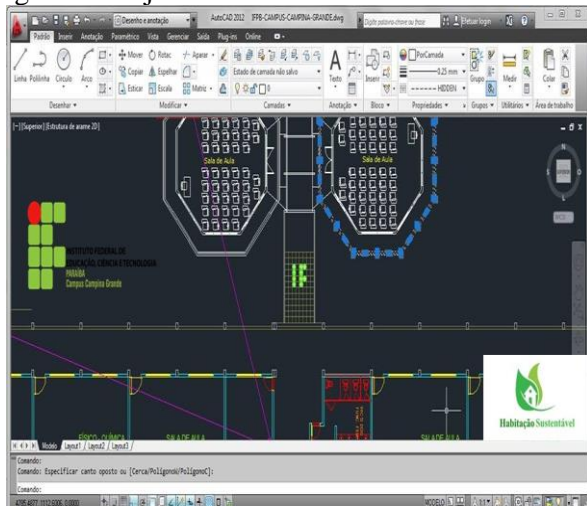 Desenho e anotação
AutoCAD 2012 IFPB-CAMPUS-CAMPINA-GRANDE.dwg
Digite palavra-chave ou frase
Efetuar login
Padrão Inserir Anotação Paramétrico Vista Gerenciar Saída Plug-ins Online
Linha Polilinha Círculo Arco
Mover Rotac Aparar
Copiar Espelhar
Esticar Escala Matriz
Estado de camada não salvo
0
Texto
Inserir
PorCamada
0.25 mm
HIDDEN
Grupo
Medir
Colar
Desenhar Modificar Camadas Anotação Bloco Propriedades Grupos Utilitários Área de trabalho
[-][Superior][Estrutura de arame 2D]
Sala de Aula
Sala de Aula
N
S
L
IF
INSTITUTO FEDERAL DE
EDUCAÇÃO, CIÊNCIA E TECNOLOGIA
PARAÍBA
Campus Campina Grande
FÍSICO - QUÍMICA
SALA DE AULA
SALA DE AULA
Habitação Sustentável
Modelo Layout1 Layout2 Layout3
Comando:
Comando: Especificar canto oposto ou [Cerca/PolígonoW/PolígonoC]:
Comando:
MODELO